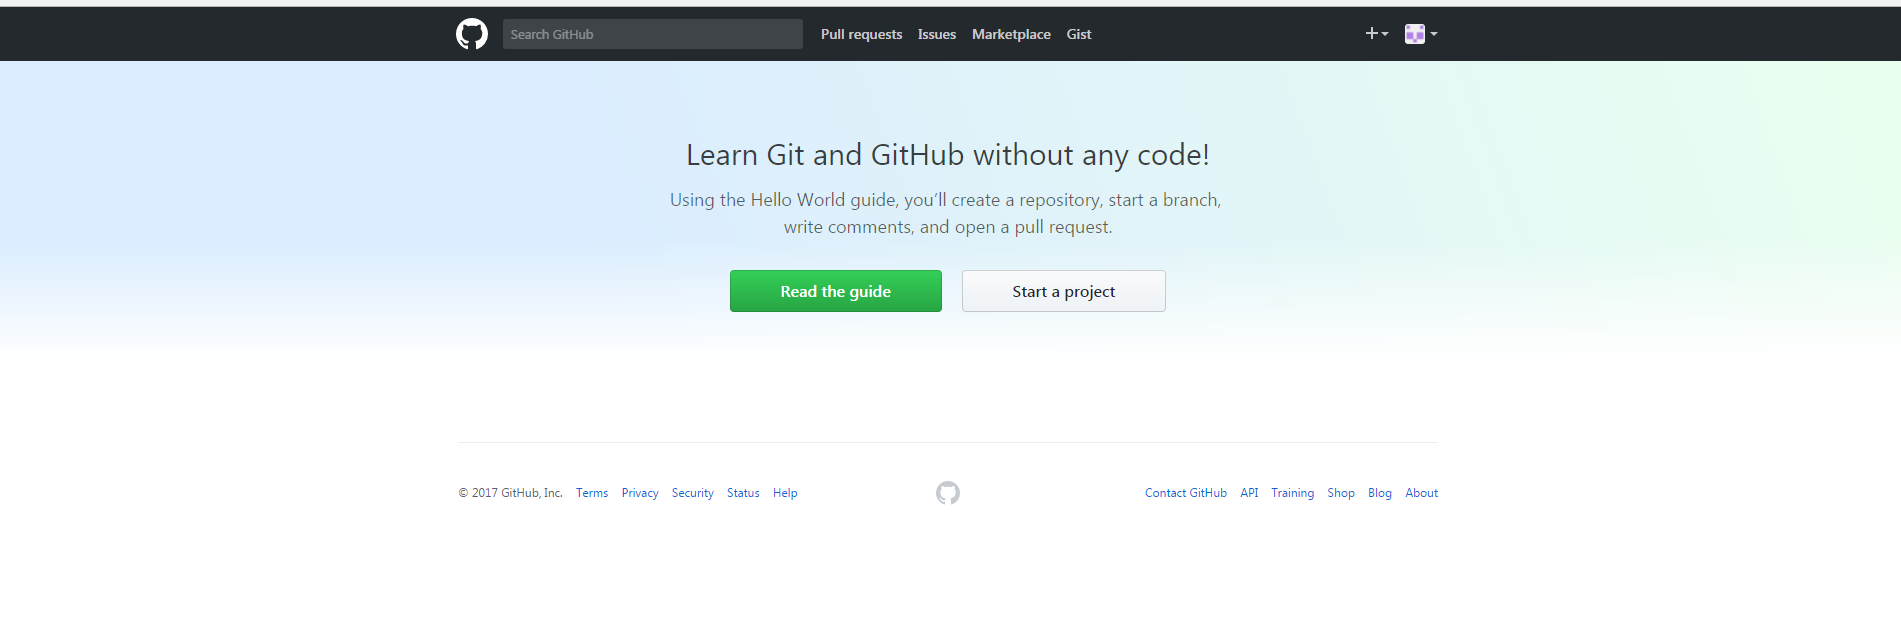 Search GitHub Pull requests Issues Marketplace Gist
Learn Git and GitHub without any code!
Using the Hello World guide, you’ll create a repository, start a branch,
write comments, and open a pull request.
Read the guide Start a project
© 2017 GitHub, Inc. Terms Privacy Security Status Help Contact GitHub API Training Shop Blog About